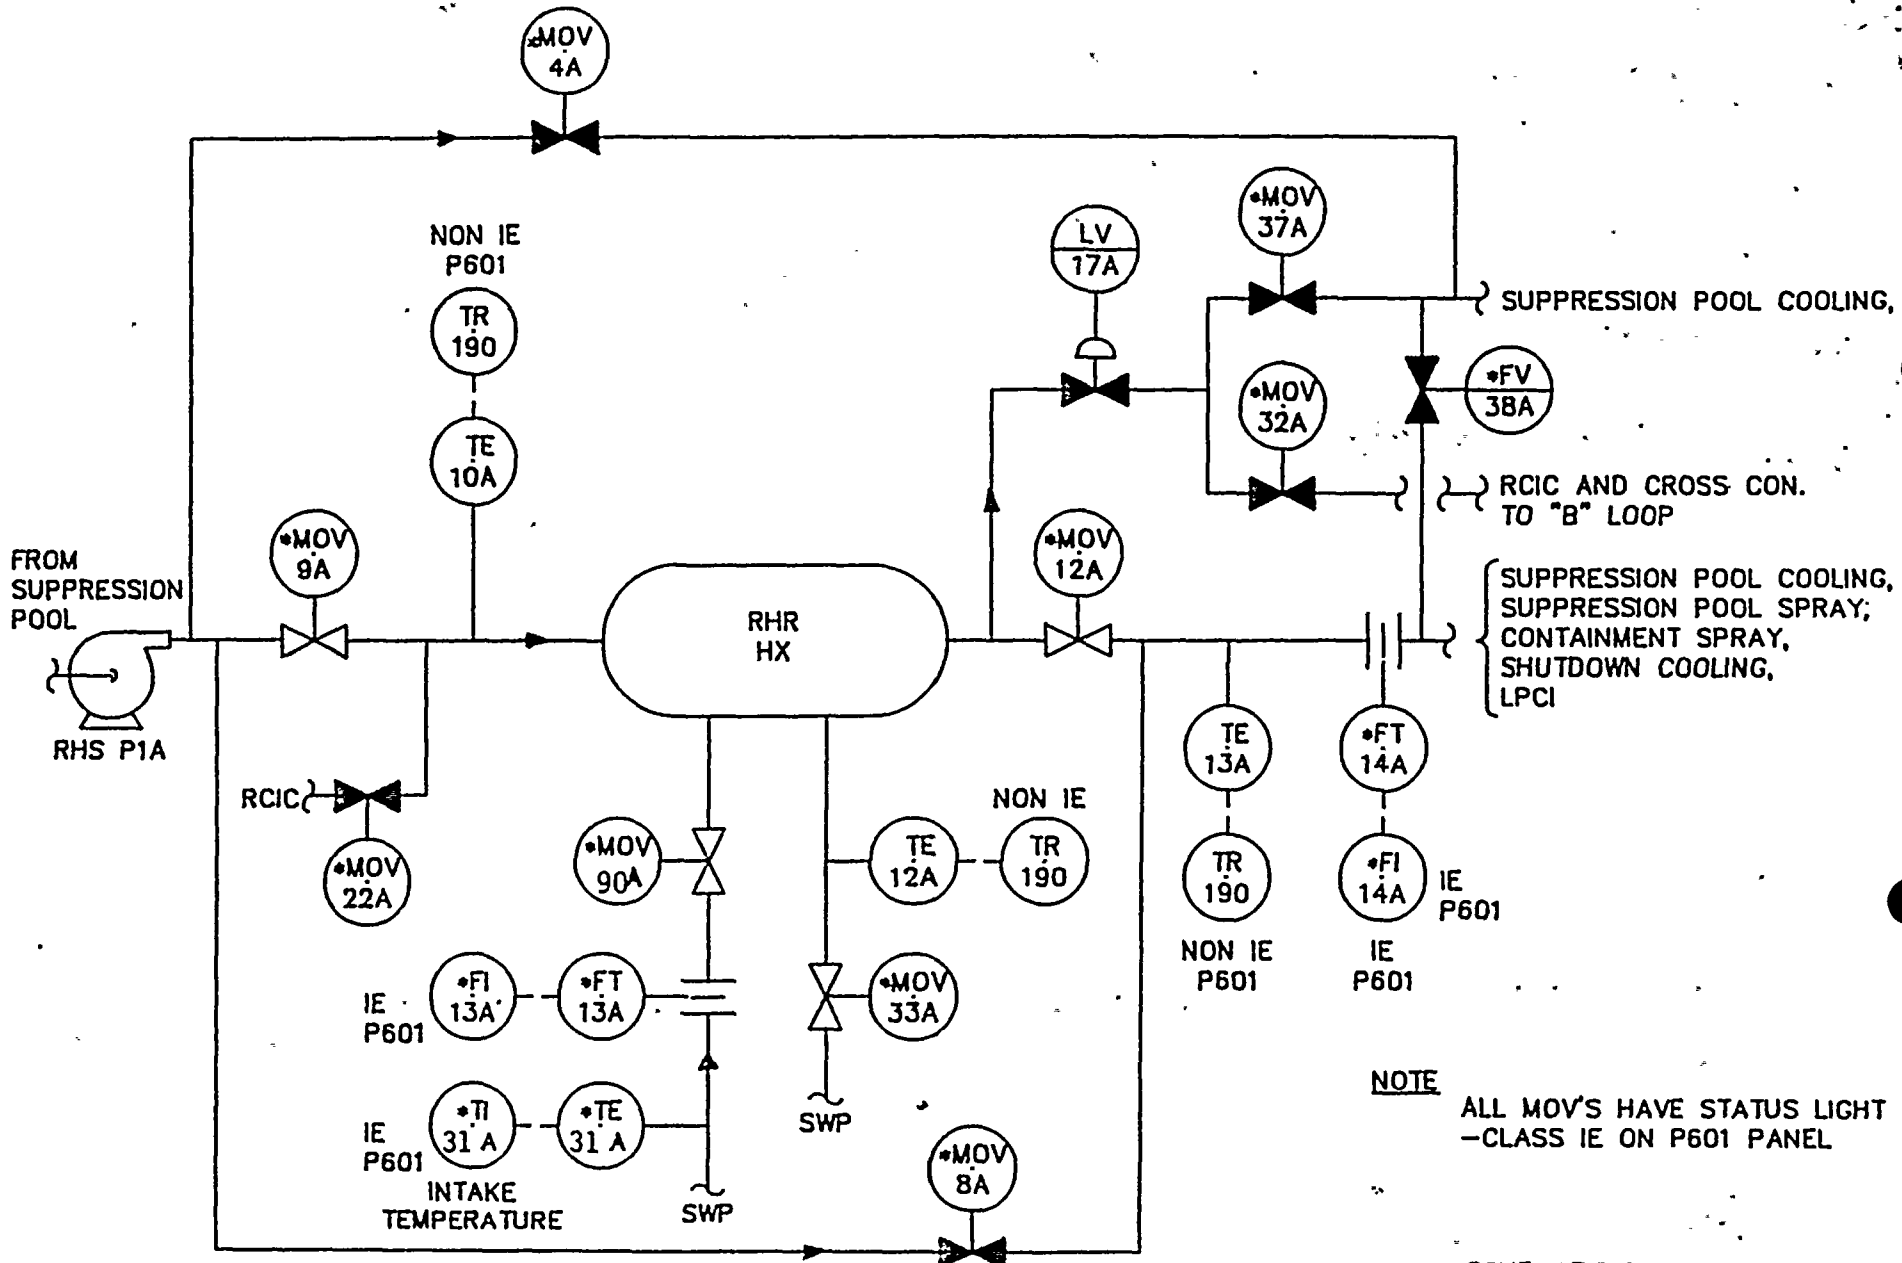 *MOV
4A
NON IE
P601
TR
190
TE
10A
*MOV
9A
FROM
SUPPRESSION
POOL
RHS P1A
RCIC
*MOV
22A
RHR
HX
LV
17A
*MOV
37A
*MOV
32A
*MOV
12A
SUPPRESSION POOL COOLING,
*FV
38A
RCIC AND CROSS CON.
TO "B" LOOP
SUPPRESSION POOL COOLING,
SUPPRESSION POOL SPRAY;
CONTAINMENT SPRAY,
SHUTDOWN COOLING,
LPCI
*MOV
90A
TE
12A
NON IE
TR
190
TE
13A
TR
190
NON IE
P601
*FT
14A
*FI
14A
IE
P601
IE
P601
IE
P601
*FI
13A
*FT
13A
*MOV
33A
SWP
IE
P601
*TI
31 A
*TE
31 A
INTAKE
TEMPERATURE
SWP
*MOV
8A
NOTE
ALL MOV'S HAVE STATUS LIGHT
-CLASS IE ON P601 PANEL